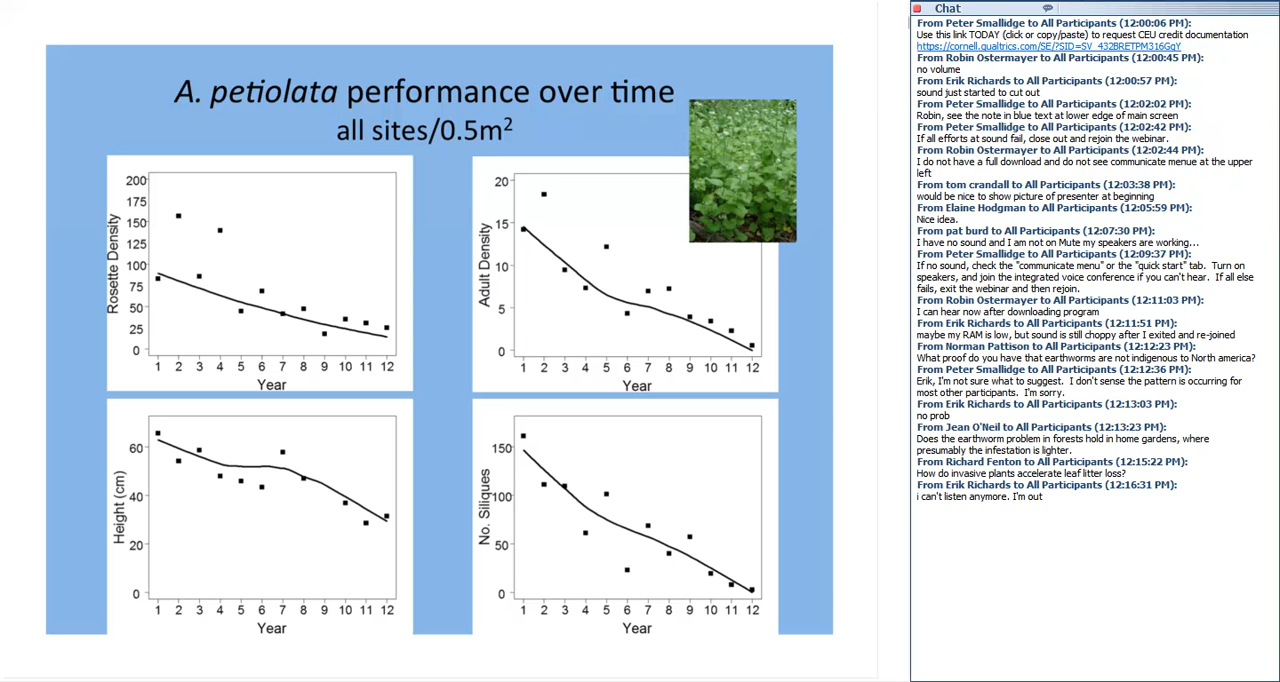 A. petiolata performance over time
all sites/0.5m²
Rosette Density
200
175
150
125
100
75
50
25
0
1 2 3 4 5 6 7 8 9 10 11 12
Year
Adult Density
20
15
10
5
0
1 2 3 4 5 6 7 8 9 10 11 12
Year
Height (cm)
60
40
20
0
1 2 3 4 5 6 7 8 9 10 11 12
Year
No. Siliques
150
100
50
0
1 2 3 4 5 6 7 8 9 10 11 12
Year
Chat
From Peter Smallidge to All Participants (12:00:06 PM):
Use this link TODAY (click or copy/paste) to request CEU credit documentation
https://cornell.qualtrics.com/SE/?SID=SV_432BRETPM316GqY
From Robin Ostermayer to All Participants (12:00:45 PM):
no volume
From Erik Richards to All Participants (12:00:57 PM):
sound just started to cut out
From Peter Smallidge to All Participants (12:02:02 PM):
Robin, see the note in blue text at lower edge of main screen
From Peter Smallidge to All Participants (12:02:42 PM):
If all efforts at sound fail, close out and rejoin the webinar.
From Robin Ostermayer to All Participants (12:02:44 PM):
I do not have a full download and do not see communicate menue at the upper
left
From tom crandall to All Participants (12:03:38 PM):
would be nice to show picture of presenter at beginning
From Elaine Hodgman to All Participants (12:05:59 PM):
Nice idea.
From pat burd to All Participants (12:07:30 PM):
I have no sound and I am not on Mute my speakers are working...
From Peter Smallidge to All Participants (12:09:37 PM):
If no sound, check the "communicate menu" or the "quick start" tab. Turn on
speakers, and join the integrated voice conference if you can't hear. If all else
fails, exit the webinar and then rejoin.
From Robin Ostermayer to All Participants (12:11:03 PM):
I can hear now after downloading program
From Erik Richards to All Participants (12:11:51 PM):
maybe my RAM is low, but sound is still choppy after I exited and re-joined
From Norman Pattison to All Participants (12:12:23 PM):
What proof do you have that earthworms are not indigenous to North america?
From Peter Smallidge to All Participants (12:12:36 PM):
Erik, I'm not sure what to suggest. I don't sense the pattern is occurring for
most other participants. I'm sorry.
From Erik Richards to All Participants (12:13:03 PM):
no prob
From Jean O'Neil to All Participants (12:13:23 PM):
Does the earthworm problem in forests hold in home gardens, where
presumably the infestation is lighter.
From Richard Fenton to All Participants (12:15:22 PM):
How do invasive plants accelerate leaf litter loss?
From Erik Richards to All Participants (12:16:31 PM):
i can't listen anymore. I'm out